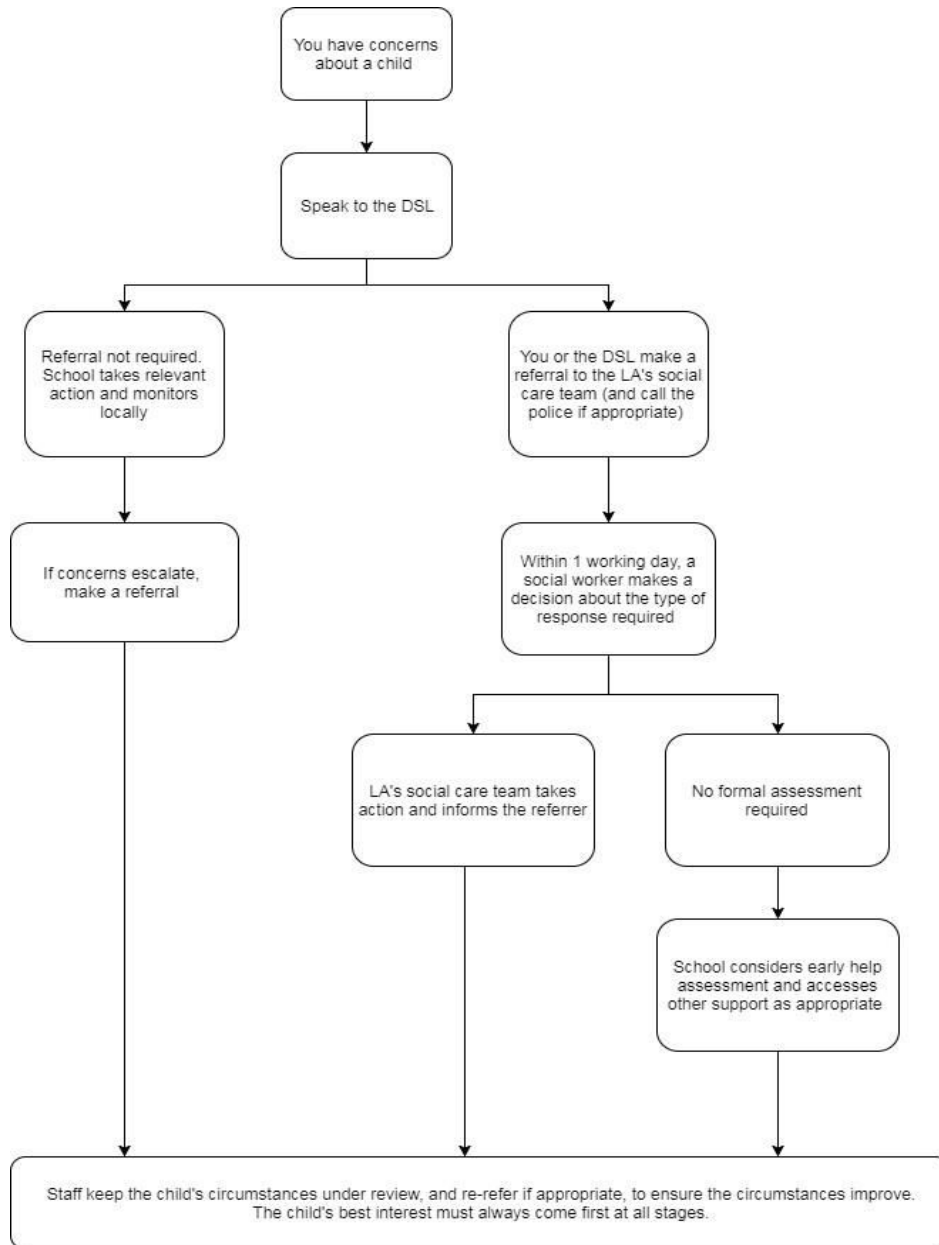 You have concerns
about a child
Speak to the DSL
Referral not required.
School takes relevant
action and monitors
locally
You or the DSL make a
referral to the LA's social
care team (and call the
police if appropriate)
If concerns escalate,
make a referral
Within 1 working day, a
social worker makes a
decision about the type of
response required
LA's social care team takes
action and informs the referrer
No formal assessment
required
School considers early help
assessment and accesses
other support as appropriate
Staff keep the child's circumstances under review, and re-refer if appropriate, to ensure the circumstances improve.
The child's best interest must always come first at all stages.